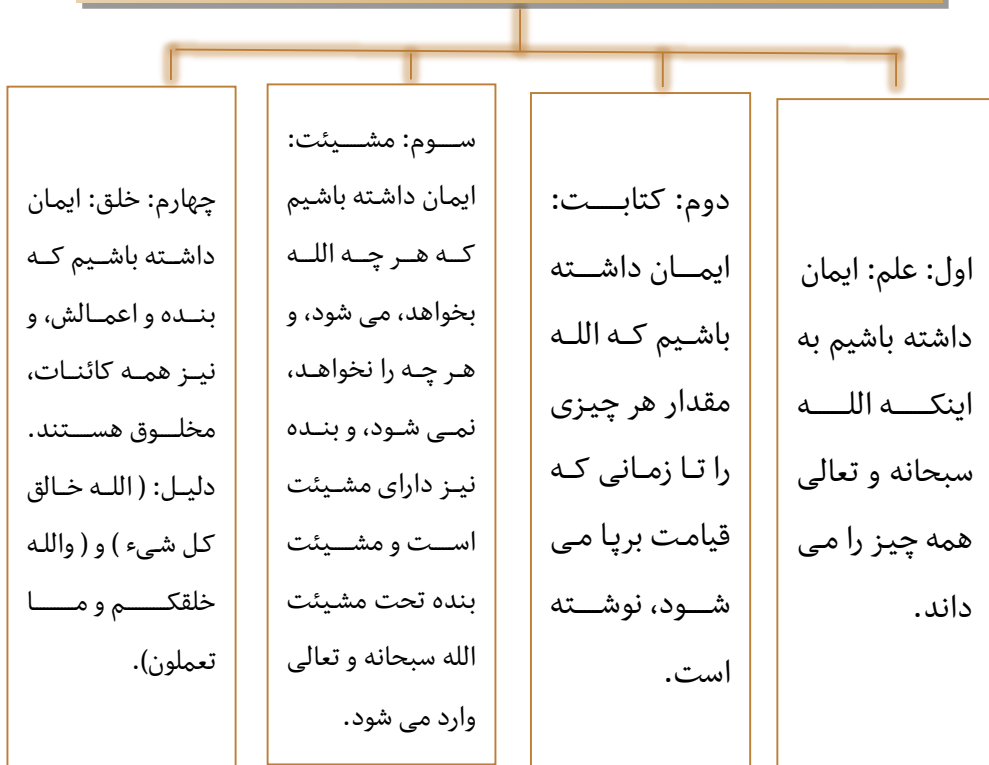 اول: علم: ایمان
داشته باشیم به
اینکه الله
سبحانه و تعالی
همه چیز را می
داند.
دوم: کتابت:
ایمان داشته
باشیم که الله
مقدار هر چیزی
را تا زمانی که
قیامت برپا می
شود، نوشته
است.
سوم: مشیئت:
ایمان داشته باشیم
که هر چه الله
بخواهد، می شود، و
هر چه را نخواهد،
نمی شود، و بنده
نیز دارای مشیئت
است و مشیئت
بنده تحت مشیئت
الله سبحانه و تعالی
وارد می شود.
چهارم: خلق: ایمان
داشته باشیم که
بنده و اعمالش، و
نیز همه کائنات،
مخلوق هستند.
دلیل: ( الله خالق
کل شیء ) و ( والله
خلقکم و ما
تعملون).